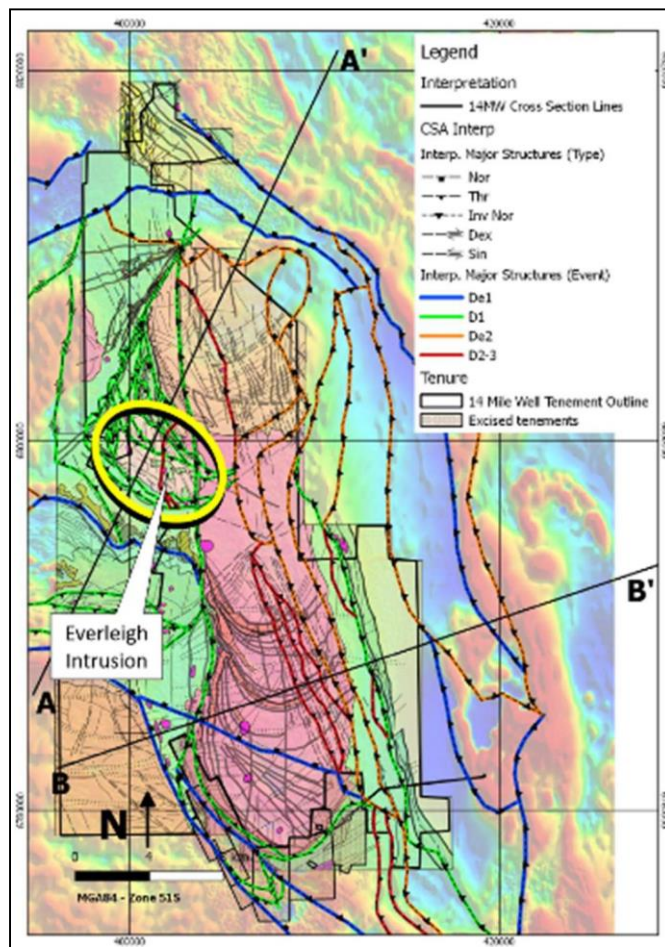 400000
420000
A'
Legend
Interpretation
14MW Cross Section Lines
CSA Interp
Interp. Major Structures (Type)
Nor
Thr
Inv Nor
Dex
Sin
Interp. Major Structures (Event)
De1
D1
De2
D2-3
Tenure
14 Mile Well Tenement Outline
Excised tenements
B'
Everleigh
Intrusion
A
B
N
0 4
MGA84 - Zone 51S
400000
420000